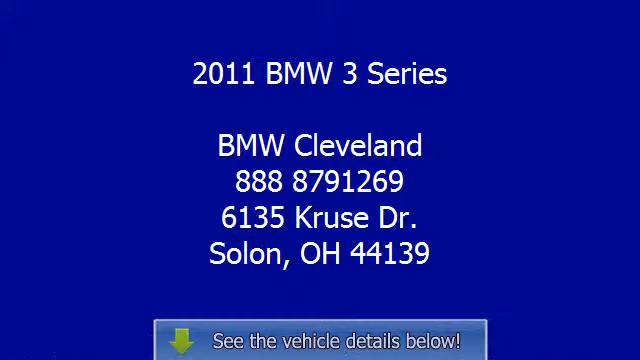 2011 BMW 3 Series
BMW Cleveland
888 8791269
6135 Kruse Dr.
Solon, OH 44139
See the vehicle details below!